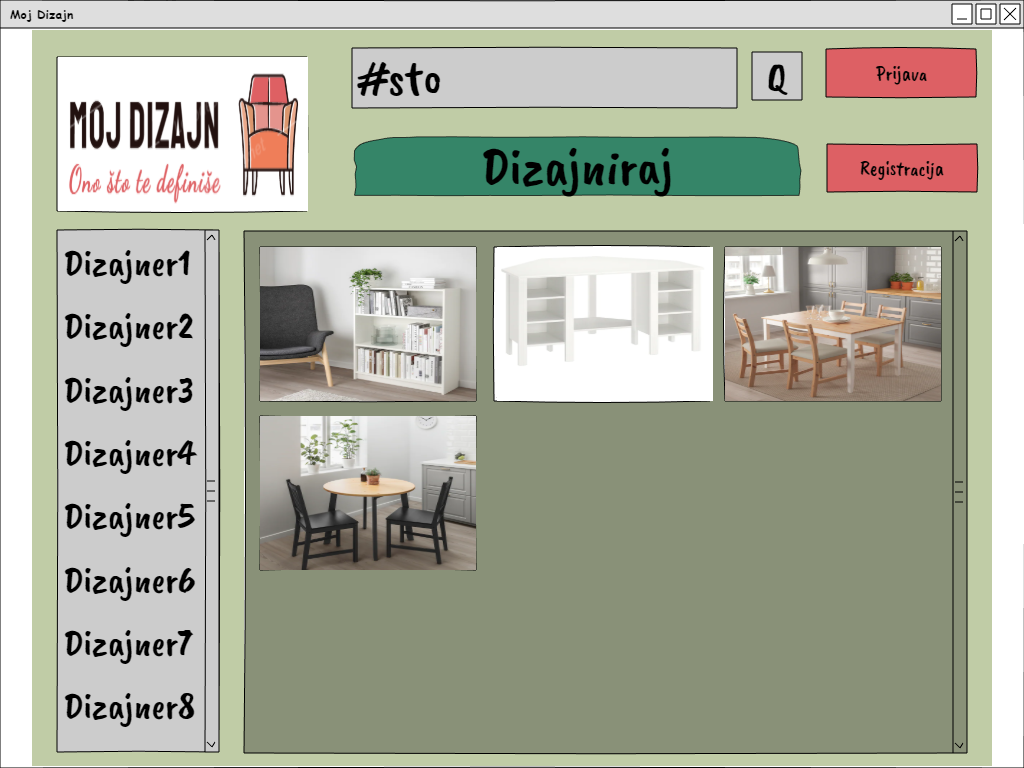 Moj Dizajn
MOJ DIZAJN
Ono što te definiše
#sto
Q
Prijava
Dizajniraj
Registracija
Dizajner1
Dizajner2
Dizajner3
Dizajner4
Dizajner5
Dizajner6
Dizajner7
Dizajner8